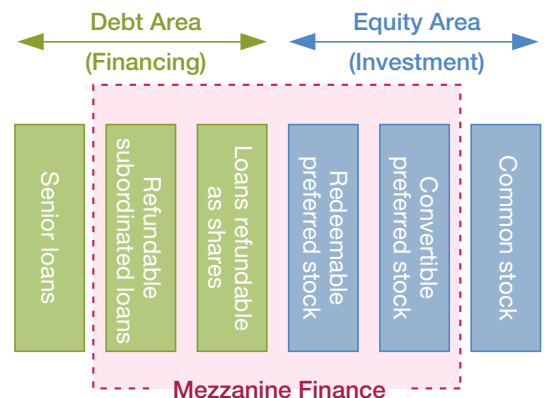 Debt Area
(Financing)
Equity Area
(Investment)
Senior loans
Refundable
subordinated loans
Loans refundable
as shares
Redeemable
preferred stock
Convertible
preferred stock
Common stock
Mezzanine Finance